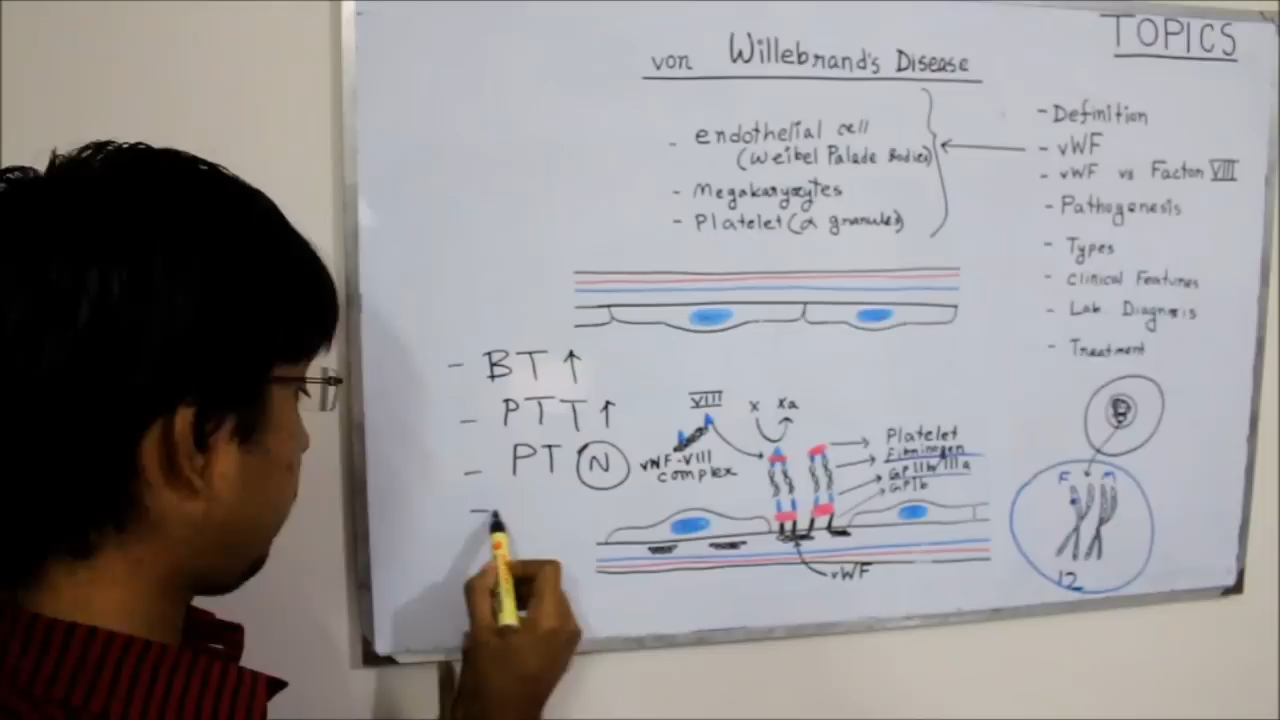 TOPICS
von Willebrand's Disease
- endothelial cell
(Weibel Palade Bodies)
- Megakaryocytes
- Platelet (α granules)
- Definition
- vWF
- vWF vs Factor VIII
- Pathogenesis
- Types
- Clinical Features
- Lab. Diagnosis
- Treatment
- BT ↑
- PTT ↑
- PT N
-
VIII
vWF-VIII
complex
X Xa
Platelet
Fibrinogen
GPIIb/IIIa
GPIb
vWF
12